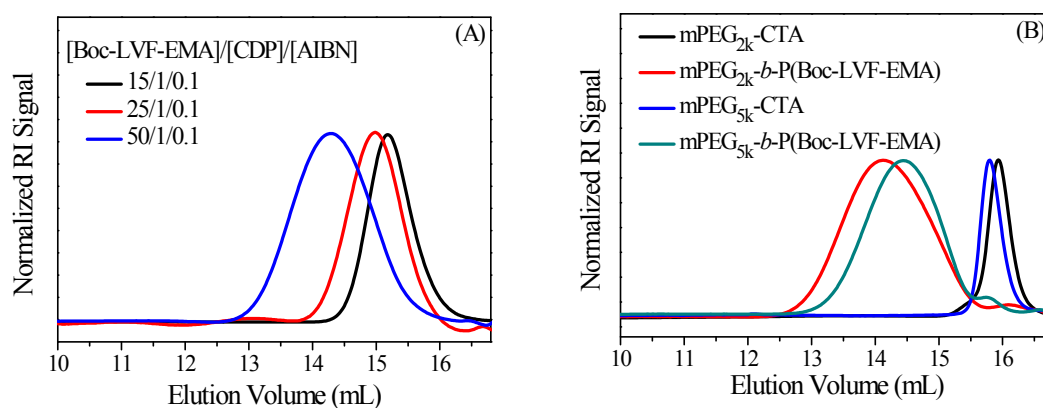 (A)
[Boc-LVF-EMA]/[CDP]/[AIBN]
15/1/0.1
25/1/0.1
50/1/0.1
Normalized RI Signal
10 11 12 13 14 15 16
Elution Volume (mL)
(B)
mPEG2k-CTA
mPEG2k-b-P(Boc-LVF-EMA)
mPEG5k-CTA
mPEG5k-b-P(Boc-LVF-EMA)
Normalized RI Signal
10 11 12 13 14 15 16
Elution Volume (mL)